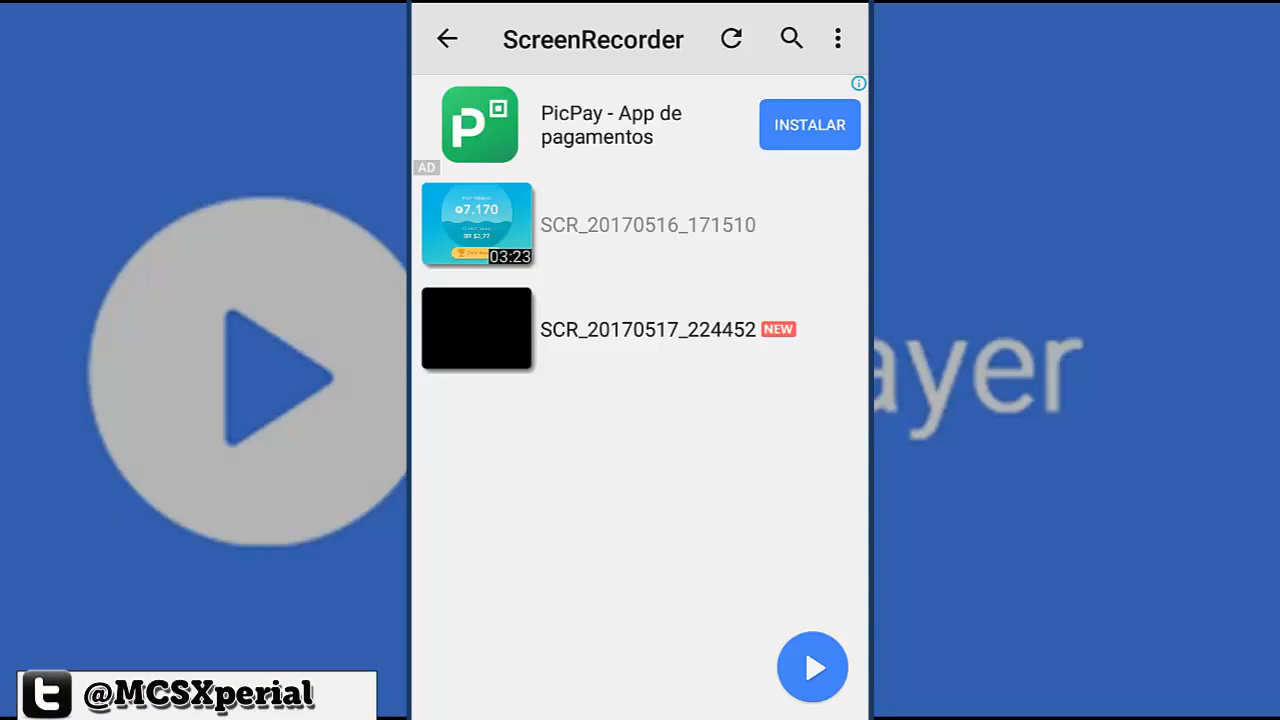 ScreenRecorder
PicPay - App de
pagamentos
INSTALAR
AD
7.170
03:23
SCR_20170516_171510
SCR_20170517_224452 NEW
ayer
@MCSXperial